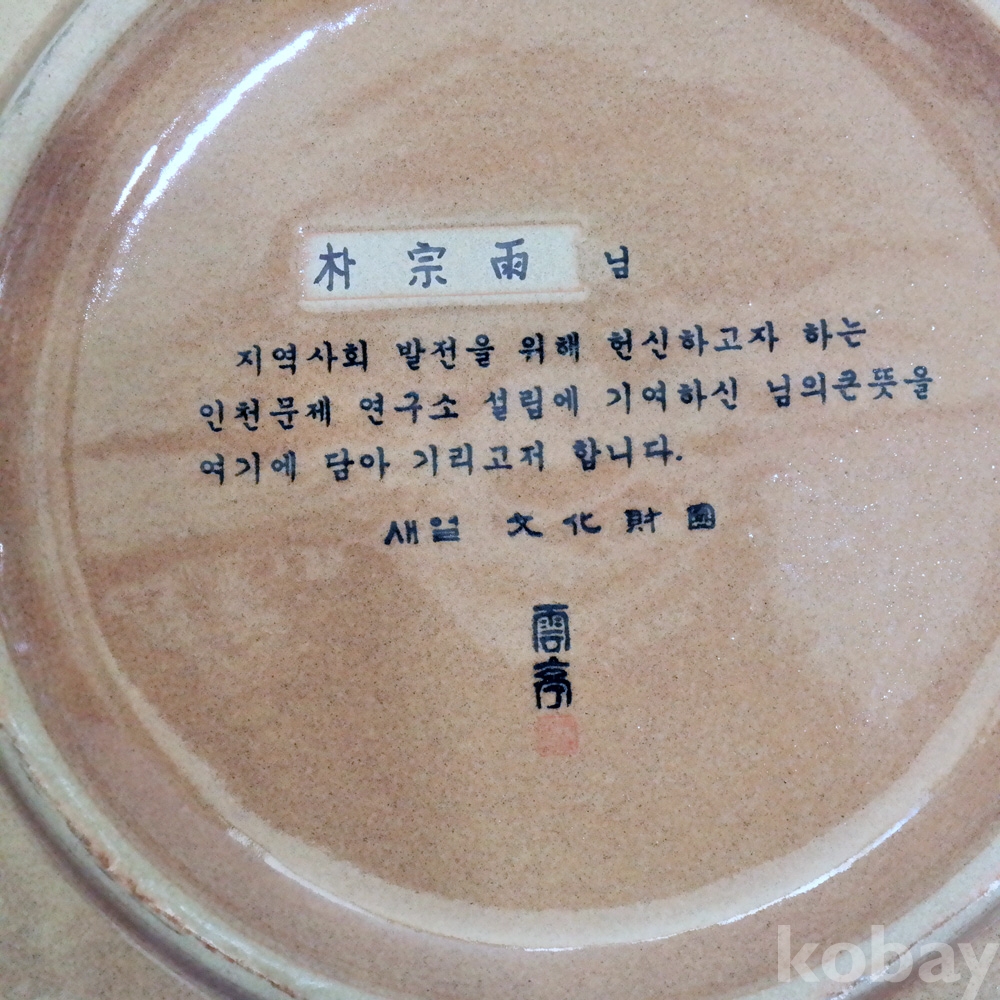 朴 宗 雨 님
지역사회 발전을 위해 헌신하고자 하는
인천문제 연구소 설립에 기여하신 님의큰뜻을
여기에 담아 기리고저 합니다.
새얼 文化財團
雲
亭
kobay